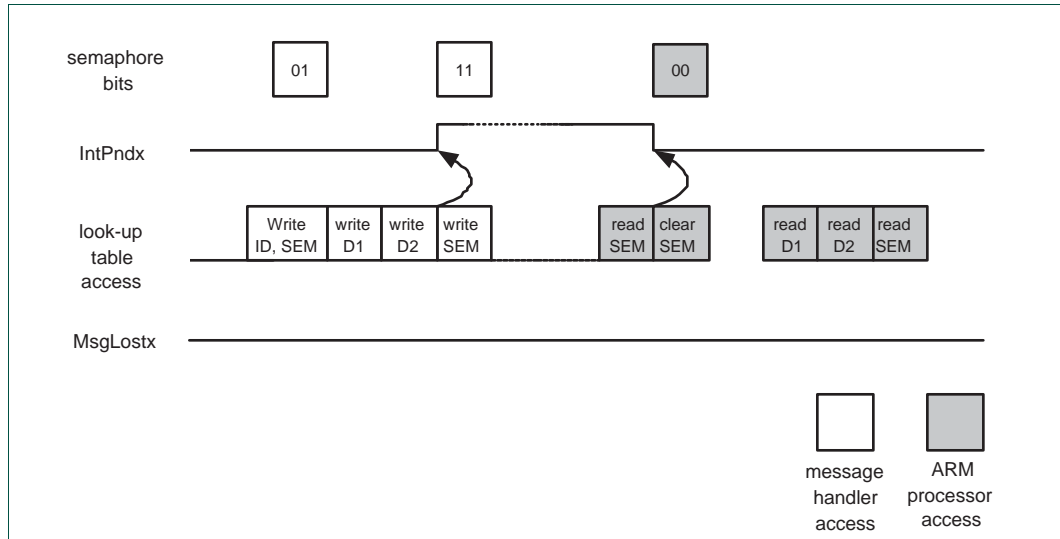 semaphore
bits
01
11
00
IntPndx
look-up
table
access
Write
ID, SEM
write
D1
write
D2
write
SEM
read
SEM
clear
SEM
read
D1
read
D2
read
SEM
MsgLostx
message
handler
access
ARM
processor
access